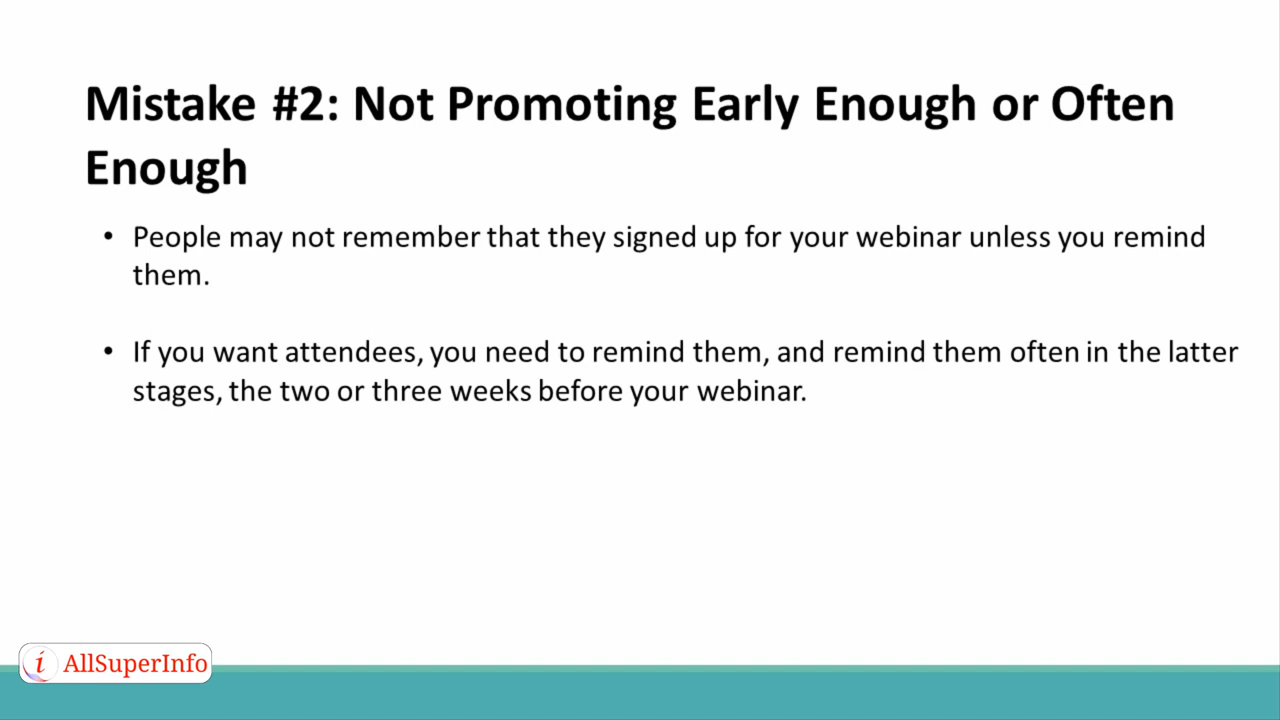 Mistake #2: Not Promoting Early Enough or Often
Enough
• People may not remember that they signed up for your webinar unless you remind
them.
• If you want attendees, you need to remind them, and remind them often in the latter
stages, the two or three weeks before your webinar.
i AllSuperInfo